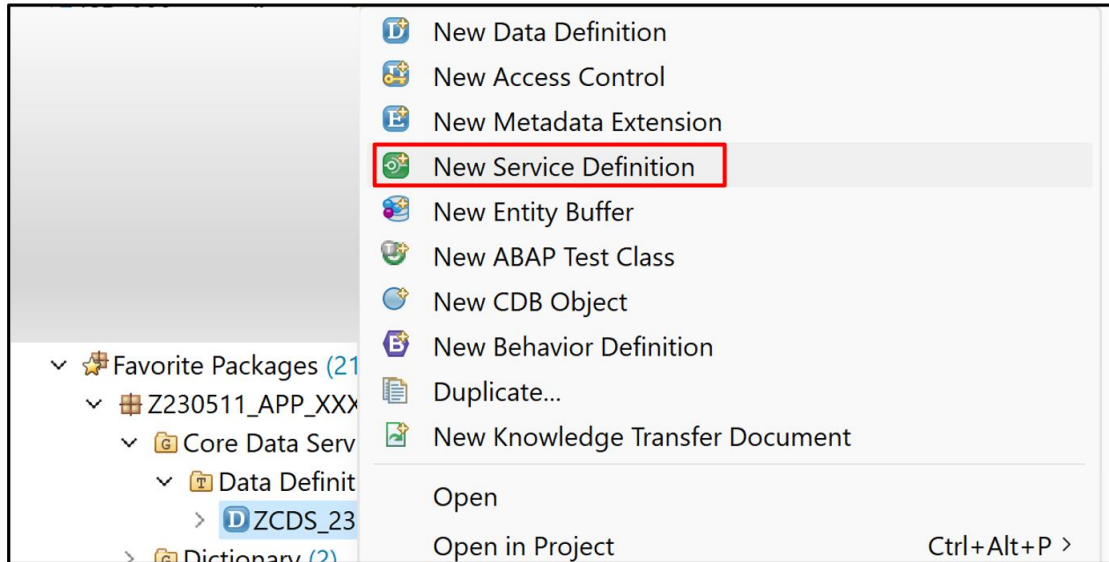 New Data Definition
New Access Control
New Metadata Extension
New Service Definition
New Entity Buffer
New ABAP Test Class
New CDB Object
New Behavior Definition
Duplicate...
New Knowledge Transfer Document
Open
Open in Project Ctrl+Alt+P >
Favorite Packages (21
Z230511_APP_XXX
Core Data Serv
Data Definit
ZCDS_23
Dictionary (2)